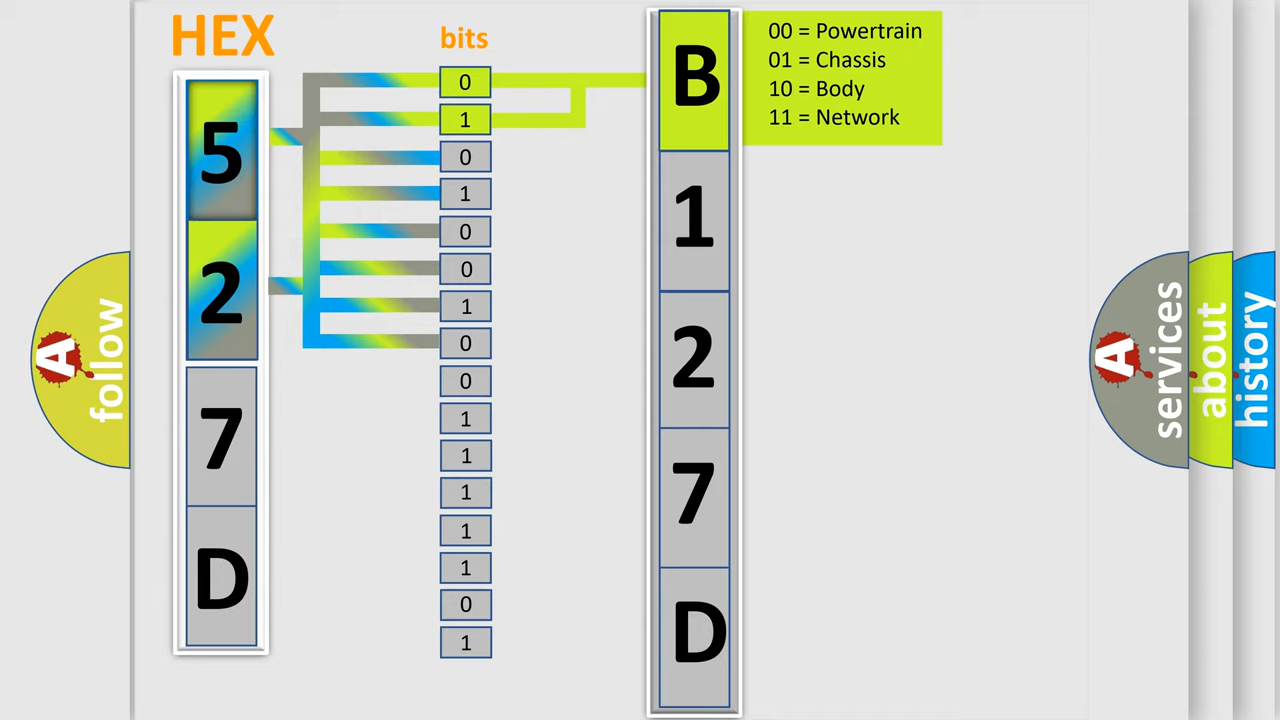 HEX
bits
5
2
7
D
0
1
0
1
0
0
1
0
0
1
1
1
1
1
0
1
B
1
2
7
D
00 = Powertrain
01 = Chassis
10 = Body
11 = Network
A
follow
A
services
about
history